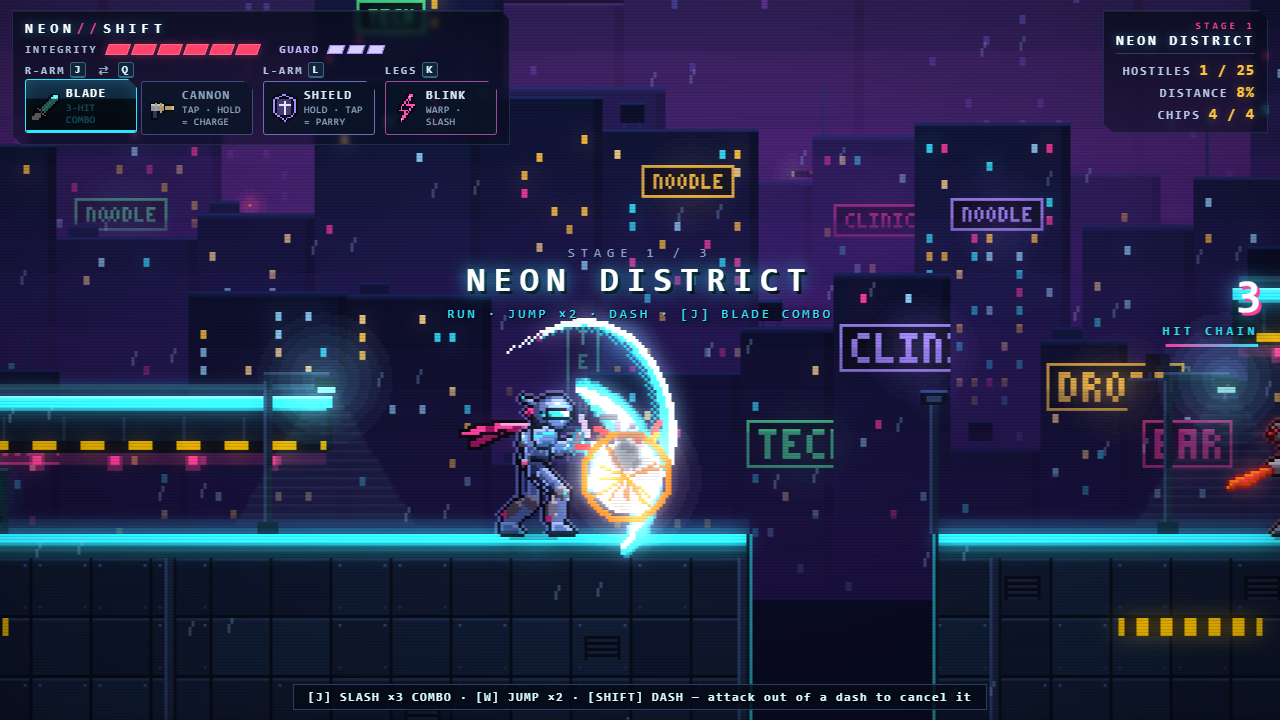 TECH
NEON//SHIFT
INTEGRITY
GUARD
R-ARM J ⇄ Q
L-ARM L
LEGS K
BLADE
3-HIT
COMBO
CANNON
TAP · HOLD
= CHARGE
SHIELD
HOLD · TAP
= PARRY
BLINK
WARP ·
SLASH
STAGE 1
NEON DISTRICT
HOSTILES 1 / 25
DISTANCE 8%
CHIPS 4 / 4
NOODLE
NOODLE
CLINIC
NOODLE
STAGE 1 / 3
NEON DISTRICT
RUN · JUMP ×2 · DASH · [J] BLADE COMBO
3
HIT CHAIN
T
E
CLIN
DRO
TEC
BAR
[J] SLASH ×3 COMBO · [W] JUMP ×2 · [SHIFT] DASH — attack out of a dash to cancel it